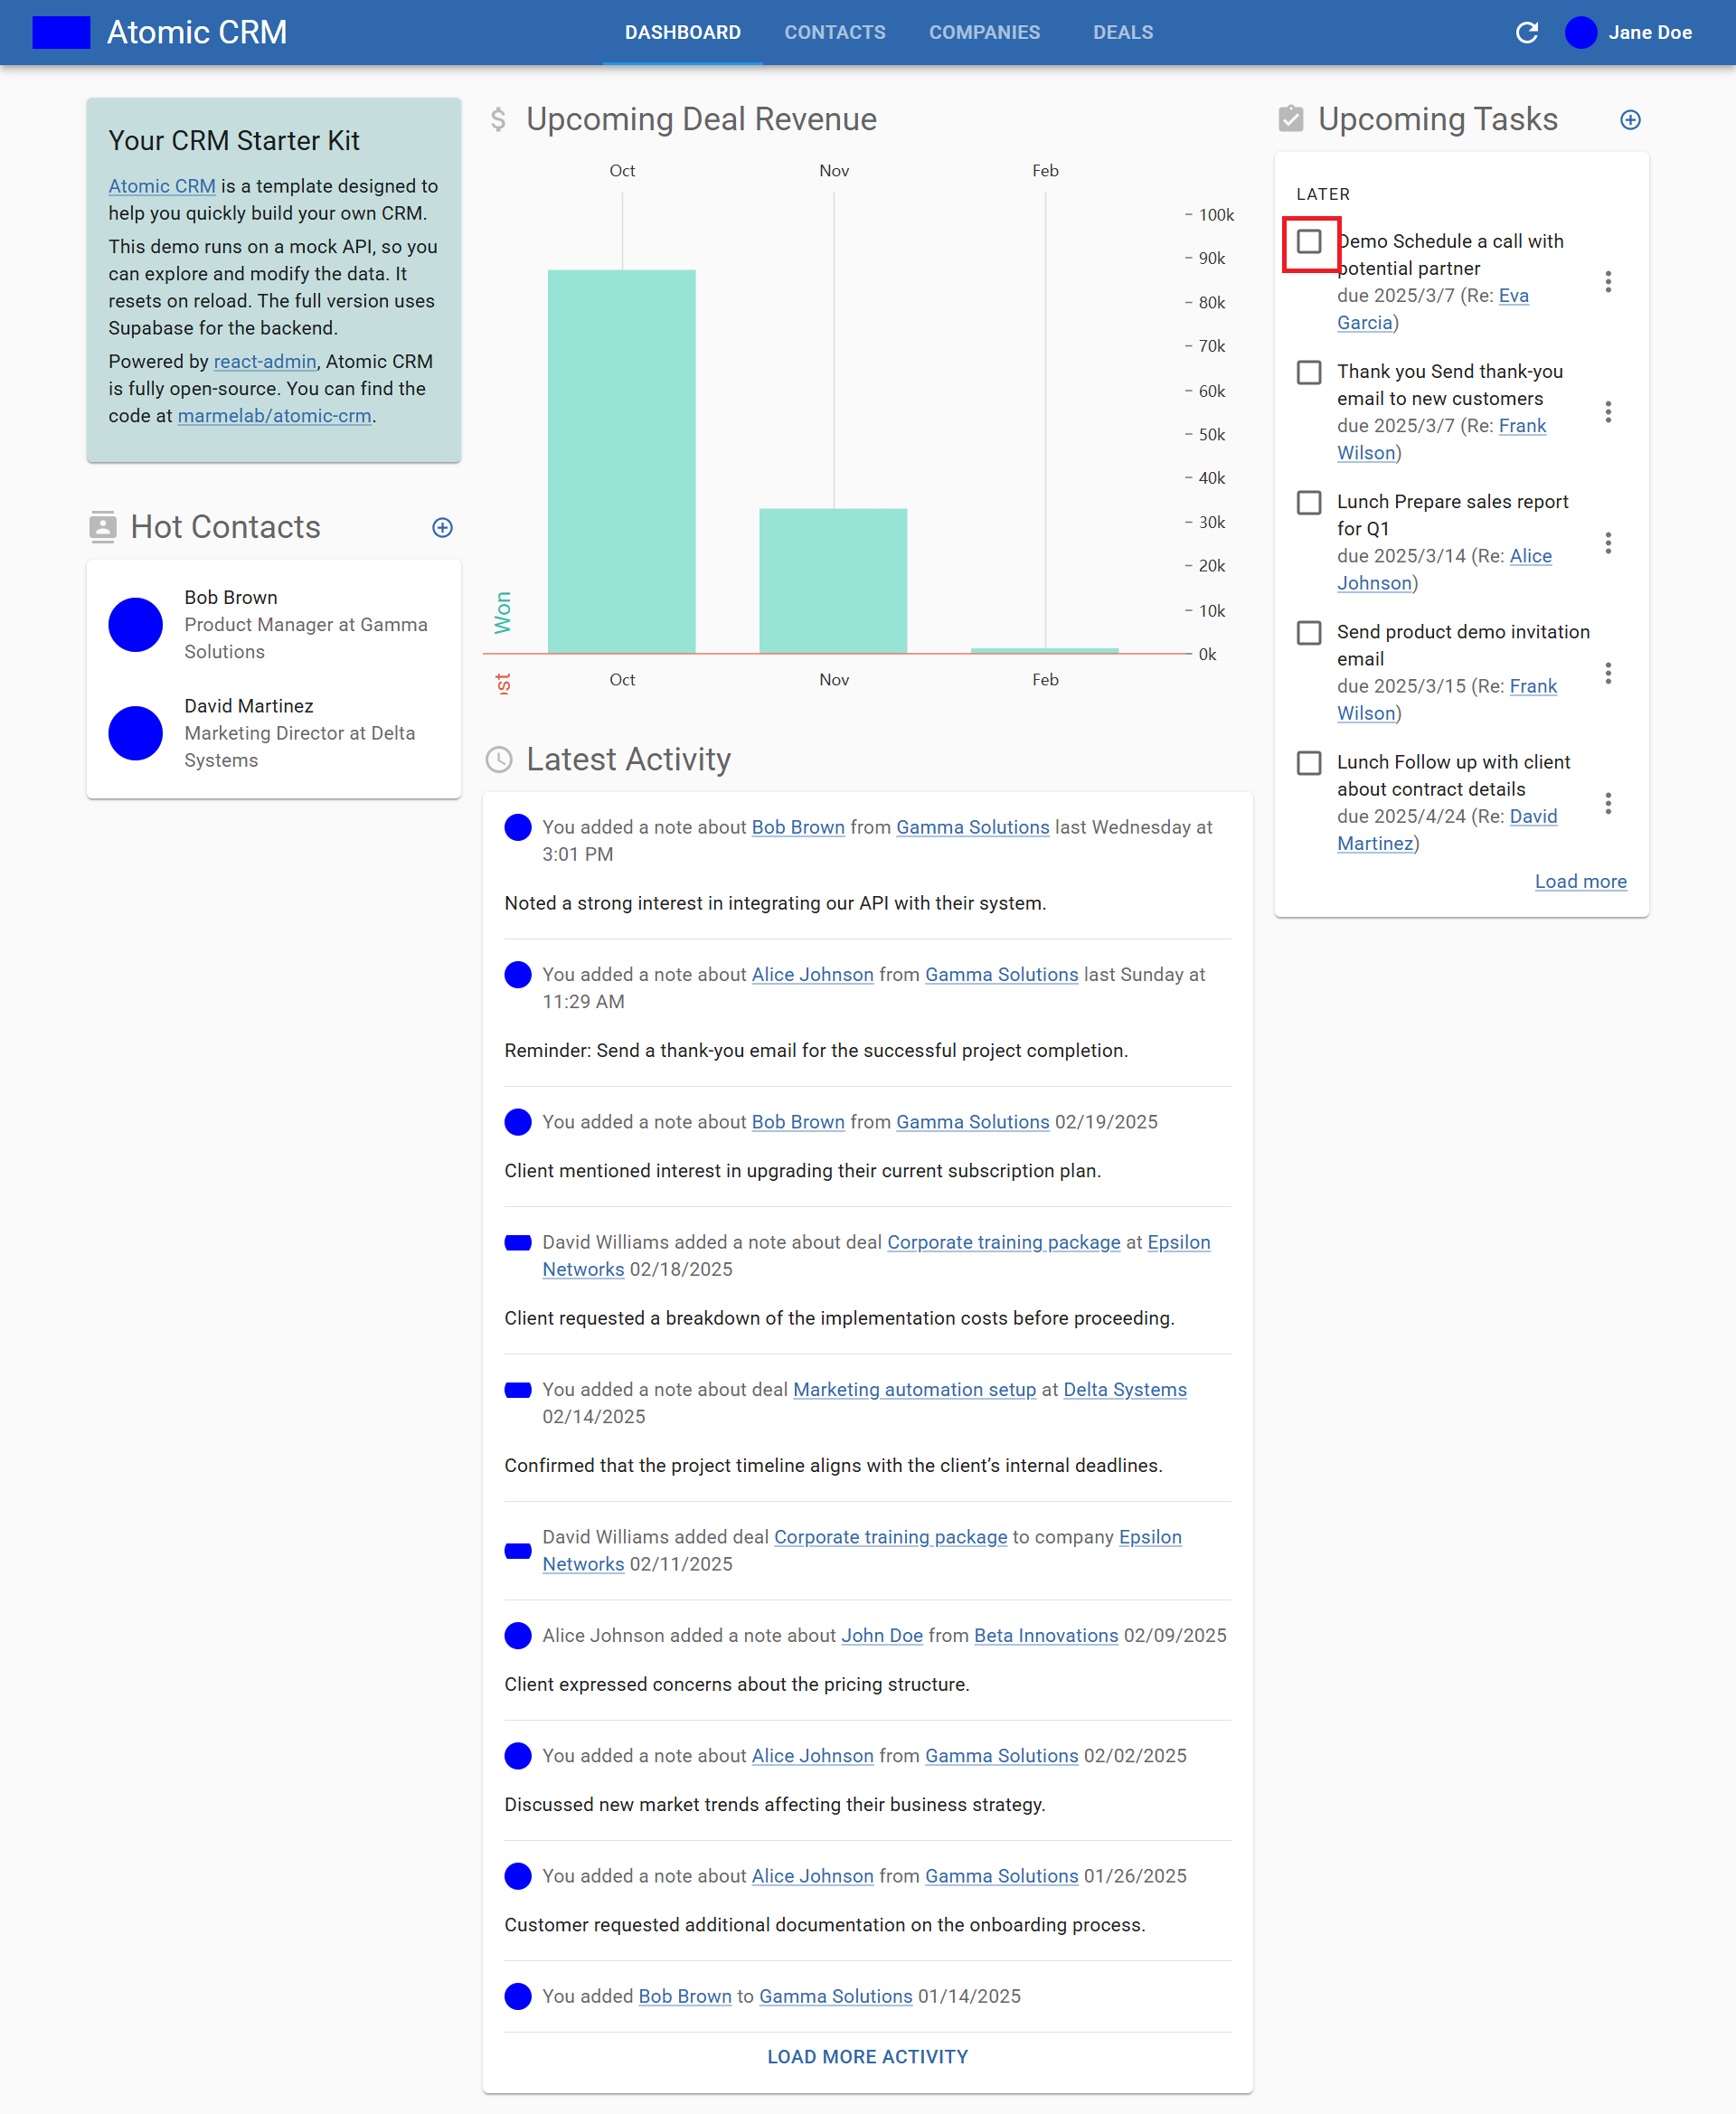 Atomic CRM
DASHBOARD
CONTACTS
COMPANIES
DEALS
Jane Doe
Your CRM Starter Kit
Atomic CRM is a template designed to
help you quickly build your own CRM.
This demo runs on a mock API, so you
can explore and modify the data. It
resets on reload. The full version uses
Supabase for the backend.
Powered by react-admin, Atomic CRM
is fully open-source. You can find the
code at marmelab/atomic-crm.
Hot Contacts
Bob Brown
Product Manager at Gamma
Solutions
David Martinez
Marketing Director at Delta
Systems
Upcoming Deal Revenue
Oct
Nov
Feb
100k
90k
80k
70k
60k
50k
40k
30k
20k
10k
0k
Won
Oct
Nov
Feb
Latest Activity
You added a note about Bob Brown from Gamma Solutions last Wednesday at
3:01 PM
Noted a strong interest in integrating our API with their system.
You added a note about Alice Johnson from Gamma Solutions last Sunday at
11:29 AM
Reminder: Send a thank-you email for the successful project completion.
You added a note about Bob Brown from Gamma Solutions 02/19/2025
Client mentioned interest in upgrading their current subscription plan.
David Williams added a note about deal Corporate training package at Epsilon
Networks 02/18/2025
Client requested a breakdown of the implementation costs before proceeding.
You added a note about deal Marketing automation setup at Delta Systems
02/14/2025
Confirmed that the project timeline aligns with the client’s internal deadlines.
David Williams added deal Corporate training package to company Epsilon
Networks 02/11/2025
Alice Johnson added a note about John Doe from Beta Innovations 02/09/2025
Client expressed concerns about the pricing structure.
You added a note about Alice Johnson from Gamma Solutions 02/02/2025
Discussed new market trends affecting their business strategy.
You added a note about Alice Johnson from Gamma Solutions 01/26/2025
Customer requested additional documentation on the onboarding process.
You added Bob Brown to Gamma Solutions 01/14/2025
LOAD MORE ACTIVITY
Upcoming Tasks
LATER
Demo Schedule a call with
potential partner
due 2025/3/7 (Re: Eva
Garcia)
Thank you Send thank-you
email to new customers
due 2025/3/7 (Re: Frank
Wilson)
Lunch Prepare sales report
for Q1
due 2025/3/14 (Re: Alice
Johnson)
Send product demo invitation
email
due 2025/3/15 (Re: Frank
Wilson)
Lunch Follow up with client
about contract details
due 2025/4/24 (Re: David
Martinez)
Load more